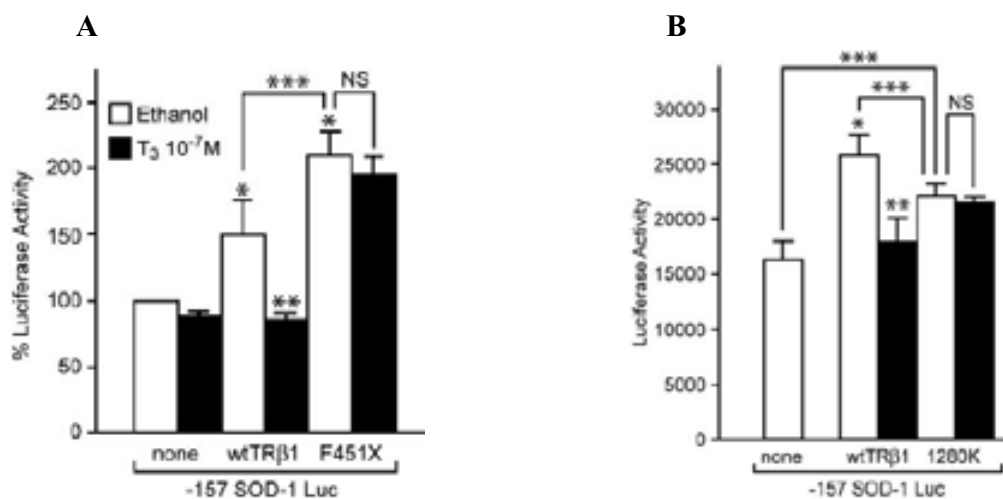 A
B
***
NS
*
*
**
Ethanol
T3 10-7M
250
200
150
100
50
0
% Luciferase Activity
none wtTRβ1 F451X
-157 SOD-1 Luc
***
***
NS
*
**
30000
25000
20000
15000
10000
5000
0
Luciferase Activity
none wtTRβ1 1280K
-157 SOD-1 Luc